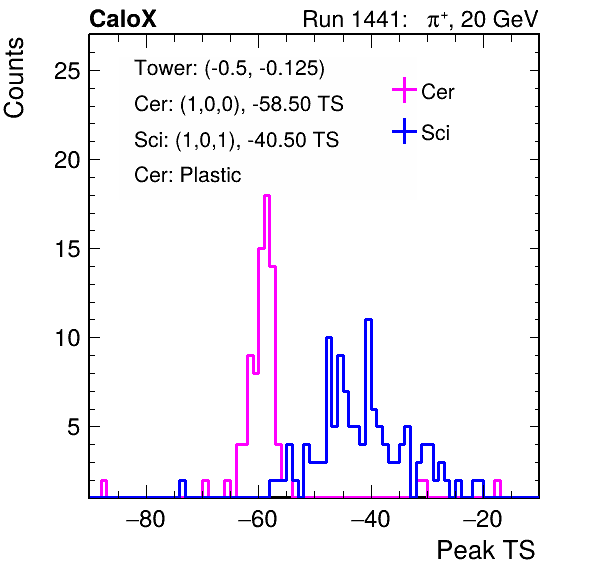 CaloX Run 1441: π⁺, 20 GeV
Counts
Tower: (-0.5, -0.125)
Cer: (1,0,0), -58.50 TS
Sci: (1,0,1), -40.50 TS
Cer: Plastic
Cer
Sci
25
20
15
10
5
−80 −60 −40 −20
Peak TS